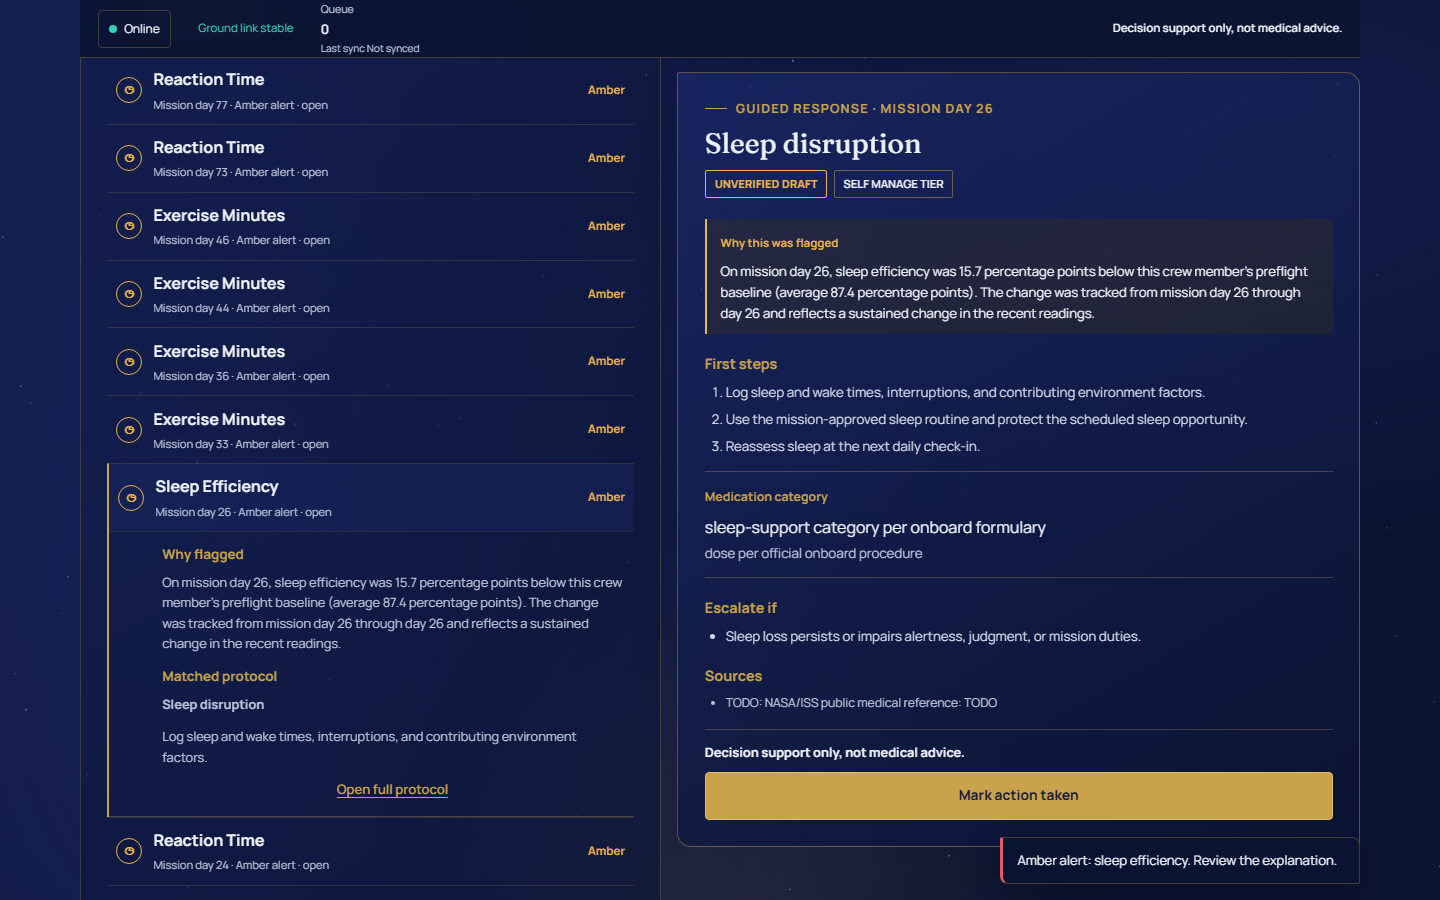 Online
Ground link stable
Queue
0
Last sync Not synced
Decision support only, not medical advice.
Reaction Time
Mission day 77 · Amber alert · open
Amber
Reaction Time
Mission day 73 · Amber alert · open
Amber
Exercise Minutes
Mission day 46 · Amber alert · open
Amber
Exercise Minutes
Mission day 44 · Amber alert · open
Amber
Exercise Minutes
Mission day 36 · Amber alert · open
Amber
Exercise Minutes
Mission day 33 · Amber alert · open
Amber
Sleep Efficiency
Mission day 26 · Amber alert · open
Amber
Why flagged
On mission day 26, sleep efficiency was 15.7 percentage points below this crew
member's preflight baseline (average 87.4 percentage points). The change
was tracked from mission day 26 through day 26 and reflects a sustained
change in the recent readings.
Matched protocol
Sleep disruption
Log sleep and wake times, interruptions, and contributing environment
factors.
Open full protocol
Reaction Time
Mission day 24 · Amber alert · open
Amber
GUIDED RESPONSE · MISSION DAY 26
Sleep disruption
UNVERIFIED DRAFT
SELF MANAGE TIER
Why this was flagged
On mission day 26, sleep efficiency was 15.7 percentage points below this crew member's preflight
baseline (average 87.4 percentage points). The change was tracked from mission day 26 through
day 26 and reflects a sustained change in the recent readings.
First steps
1. Log sleep and wake times, interruptions, and contributing environment factors.
2. Use the mission-approved sleep routine and protect the scheduled sleep opportunity.
3. Reassess sleep at the next daily check-in.
Medication category
sleep-support category per onboard formulary
dose per official onboard procedure
Escalate if
• Sleep loss persists or impairs alertness, judgment, or mission duties.
Sources
• TODO: NASA/ISS public medical reference: TODO
Decision support only, not medical advice.
Mark action taken
Amber alert: sleep efficiency. Review the explanation.